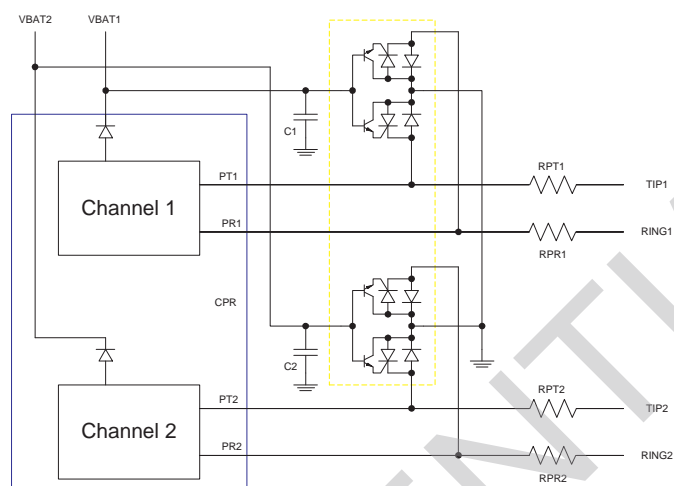 VBAT2 VBAT1
C1
PT1 RPT1 TIP1
Channel 1
PR1 RING1
RPR1
CPR
C2
RPT2
PT2 TIP2
Channel 2
PR2 RING2
RPR2
ENTI